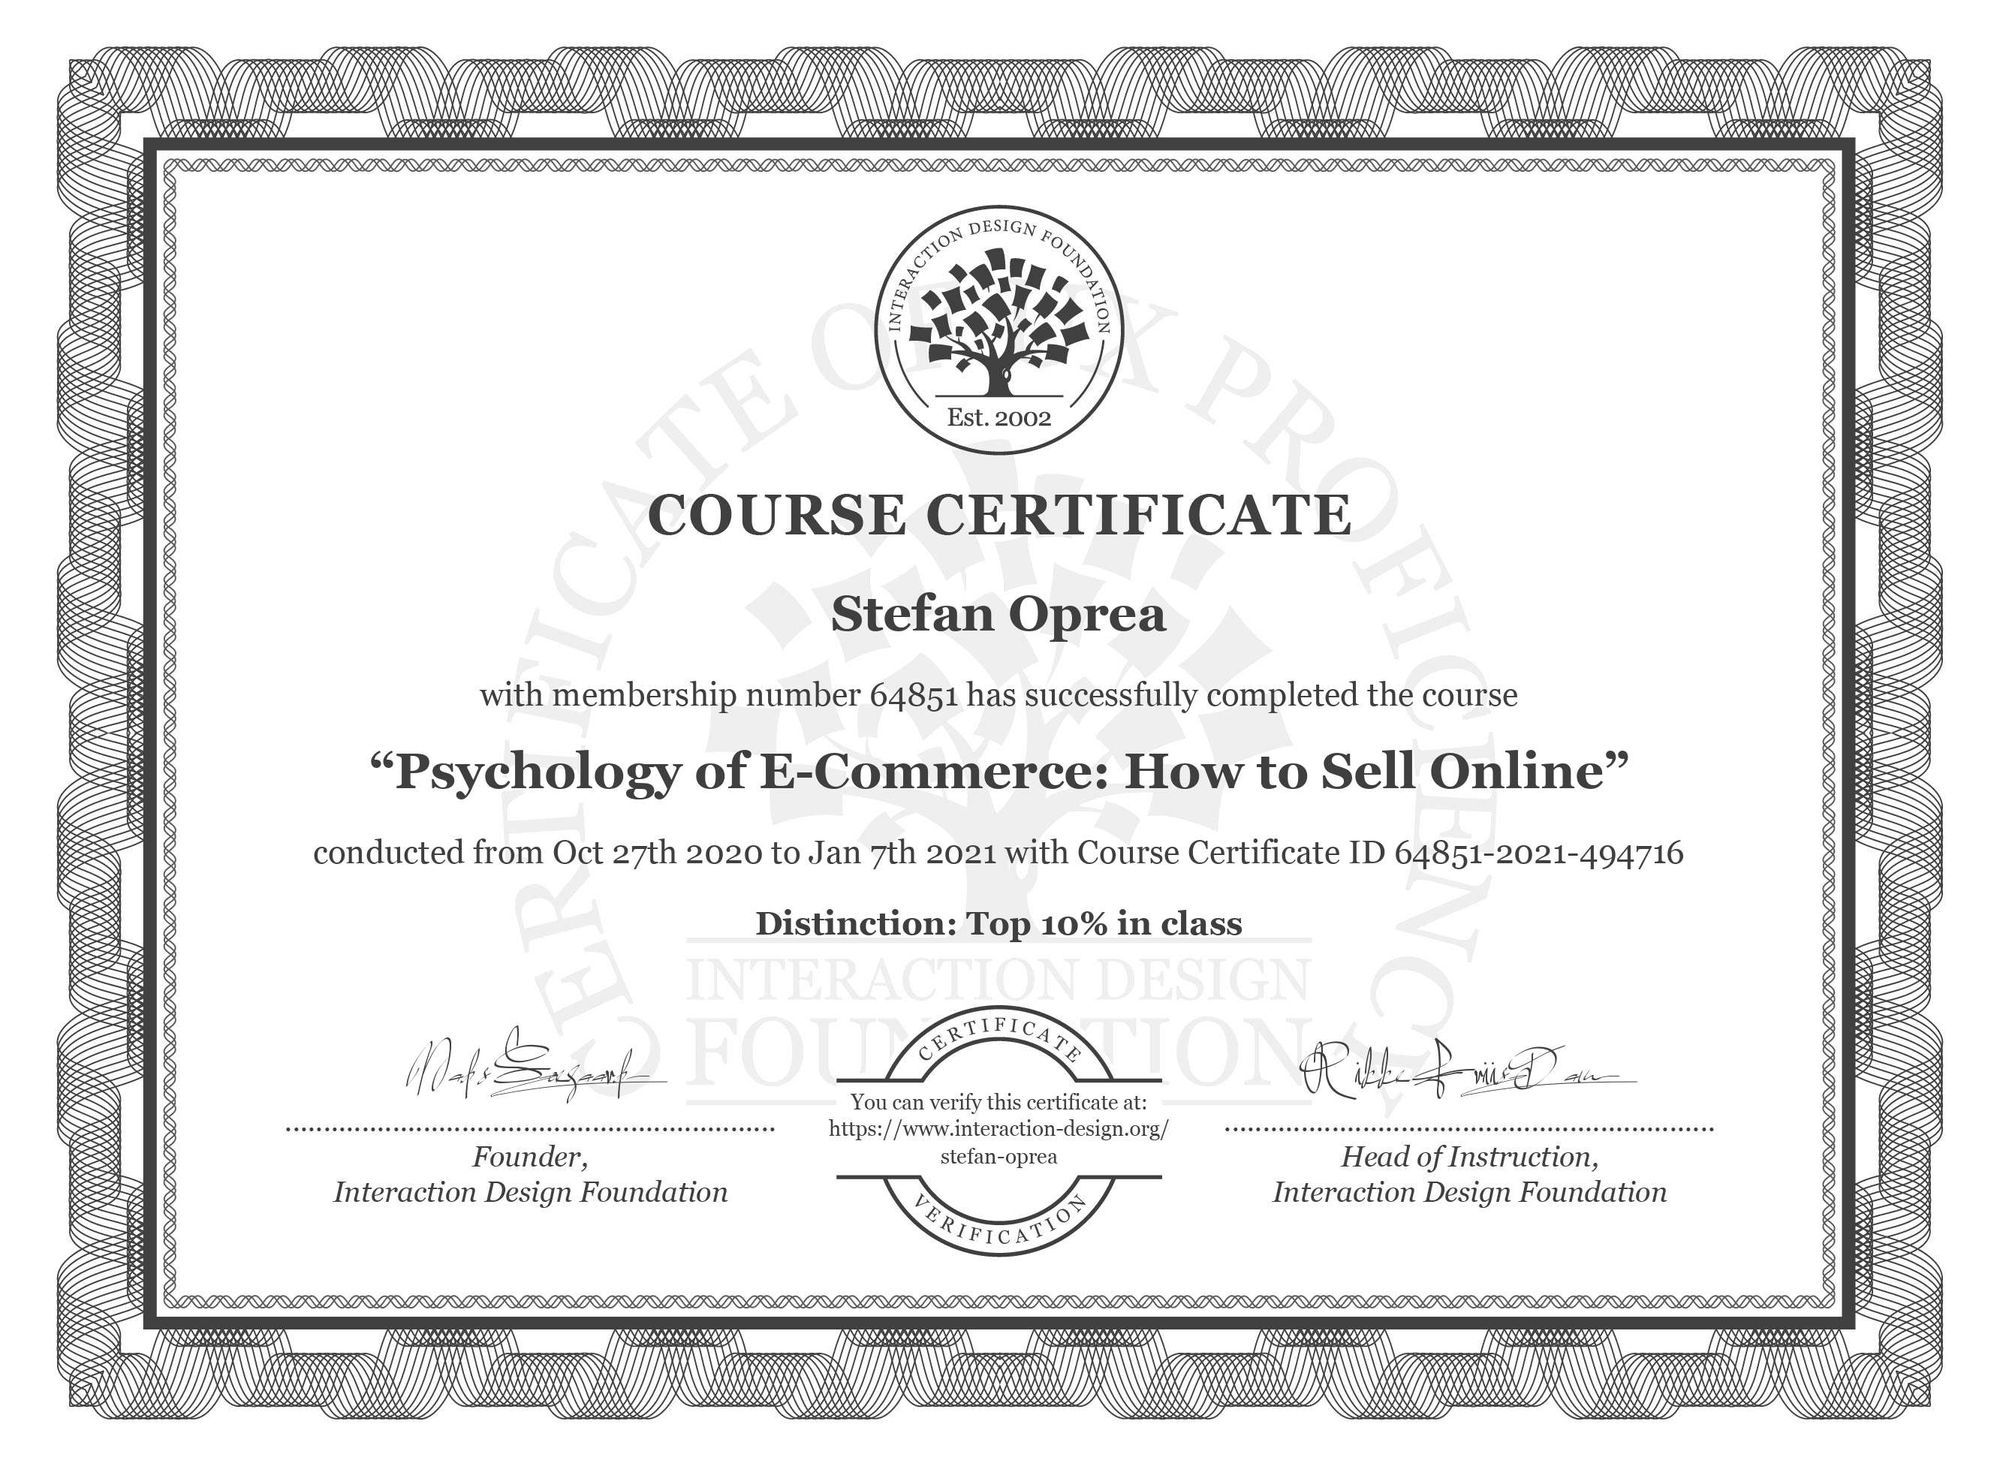 INTERACTION DESIGN FOUNDATION
Est. 2002
CERTIFICATE OF UX PROFICIENCY
COURSE CERTIFICATE
Stefan Oprea
with membership number 64851 has successfully completed the course
“Psychology of E-Commerce: How to Sell Online”
conducted from Oct 27th 2020 to Jan 7th 2021 with Course Certificate ID 64851-2021-494716
Distinction: Top 10% in class
INTERACTION DESIGN
FOUNDATION
Founder,
Interaction Design Foundation
CERTIFICATE
You can verify this certificate at:
https://www.interaction-design.org/
stefan-oprea
VERIFICATION
Rikke Friis Dam
Head of Instruction,
Interaction Design Foundation